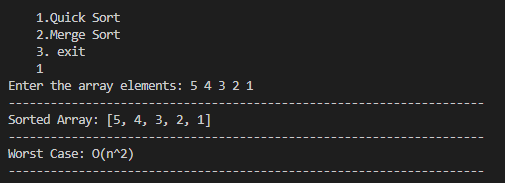 1.Quick Sort
2.Merge Sort
3. exit
1
Enter the array elements: 5 4 3 2 1
--------------------------------------------------------------------
Sorted Array: [5, 4, 3, 2, 1]
--------------------------------------------------------------------
Worst Case: O(n^2)
--------------------------------------------------------------------